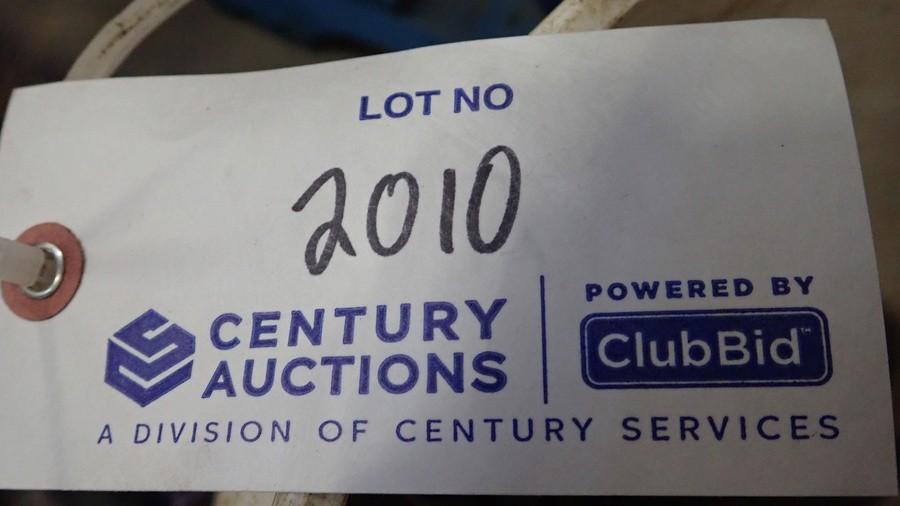 LOT NO
2010
CENTURY
AUCTIONS
POWERED BY
ClubBid™
A DIVISION OF CENTURY SERVICES